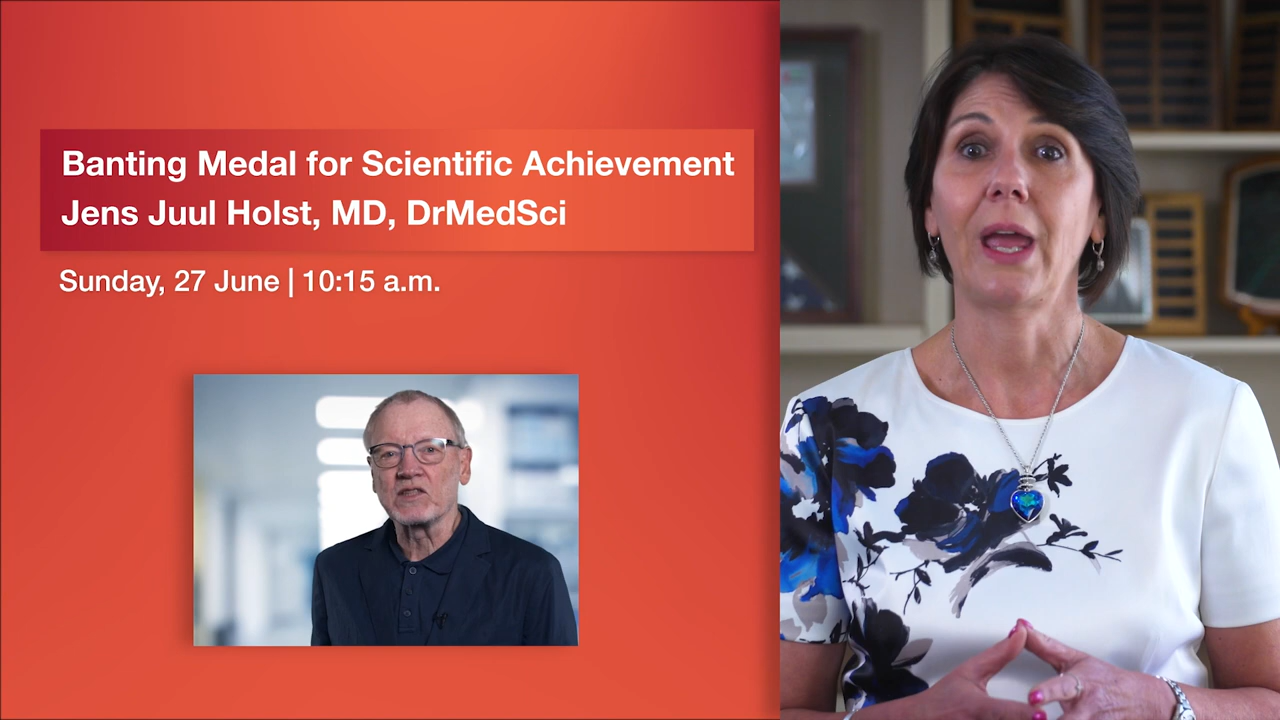 Banting Medal for Scientific Achievement
Jens Juul Holst, MD, DrMedSci
Sunday, 27 June | 10:15 a.m.